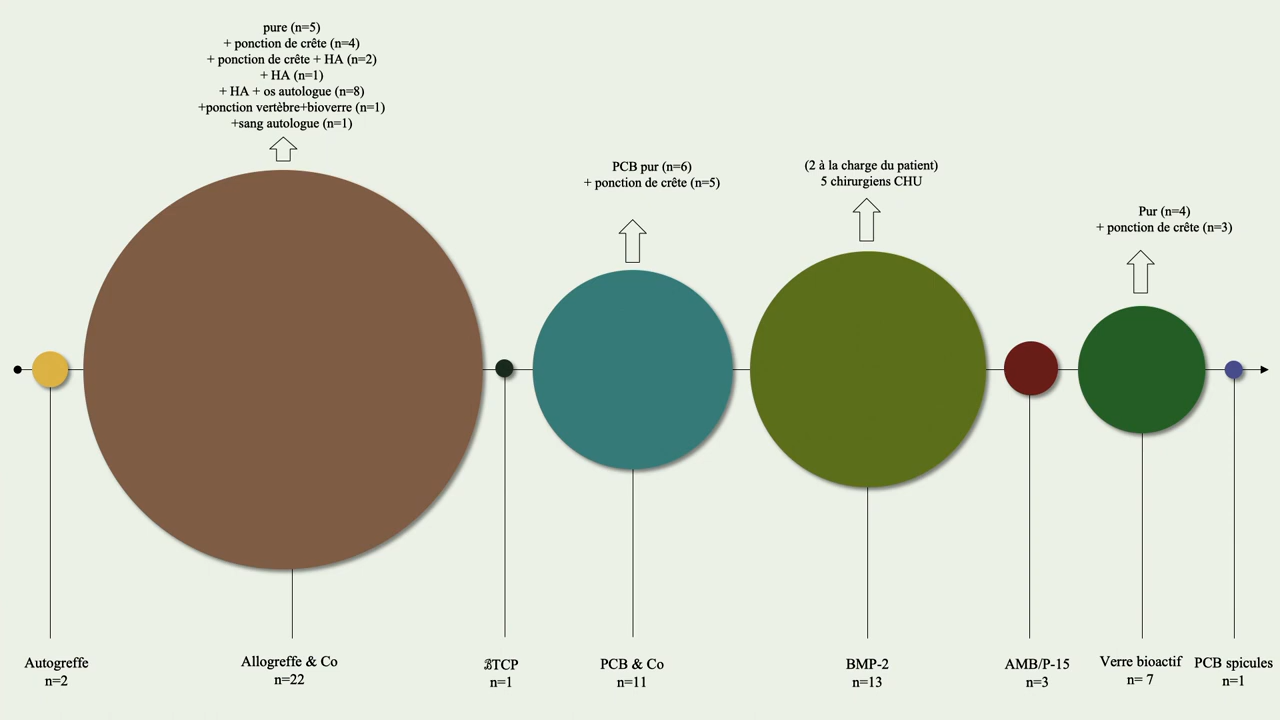 pure (n=5)
+ ponction de crête (n=4)
+ ponction de crête + HA (n=2)
+ HA (n=1)
+ HA + os autologue (n=8)
+ponction vertèbre+bioverre (n=1)
+sang autologue (n=1)
PCB pur (n=6)
+ ponction de crête (n=5)
(2 à la charge du patient)
5 chirurgiens CHU
Pur (n=4)
+ ponction de crête (n=3)
Autogreffe
n=2
Allogreffe & Co
n=22
ℬTCP
n=1
PCB & Co
n=11
BMP-2
n=13
AMB/P-15
n=3
Verre bioactif
n= 7
PCB spicules
n=1